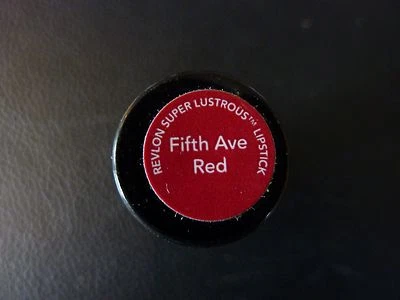 REVLON SUPER LUSTROUS™ LIPSTICK
Fifth Ave
Red